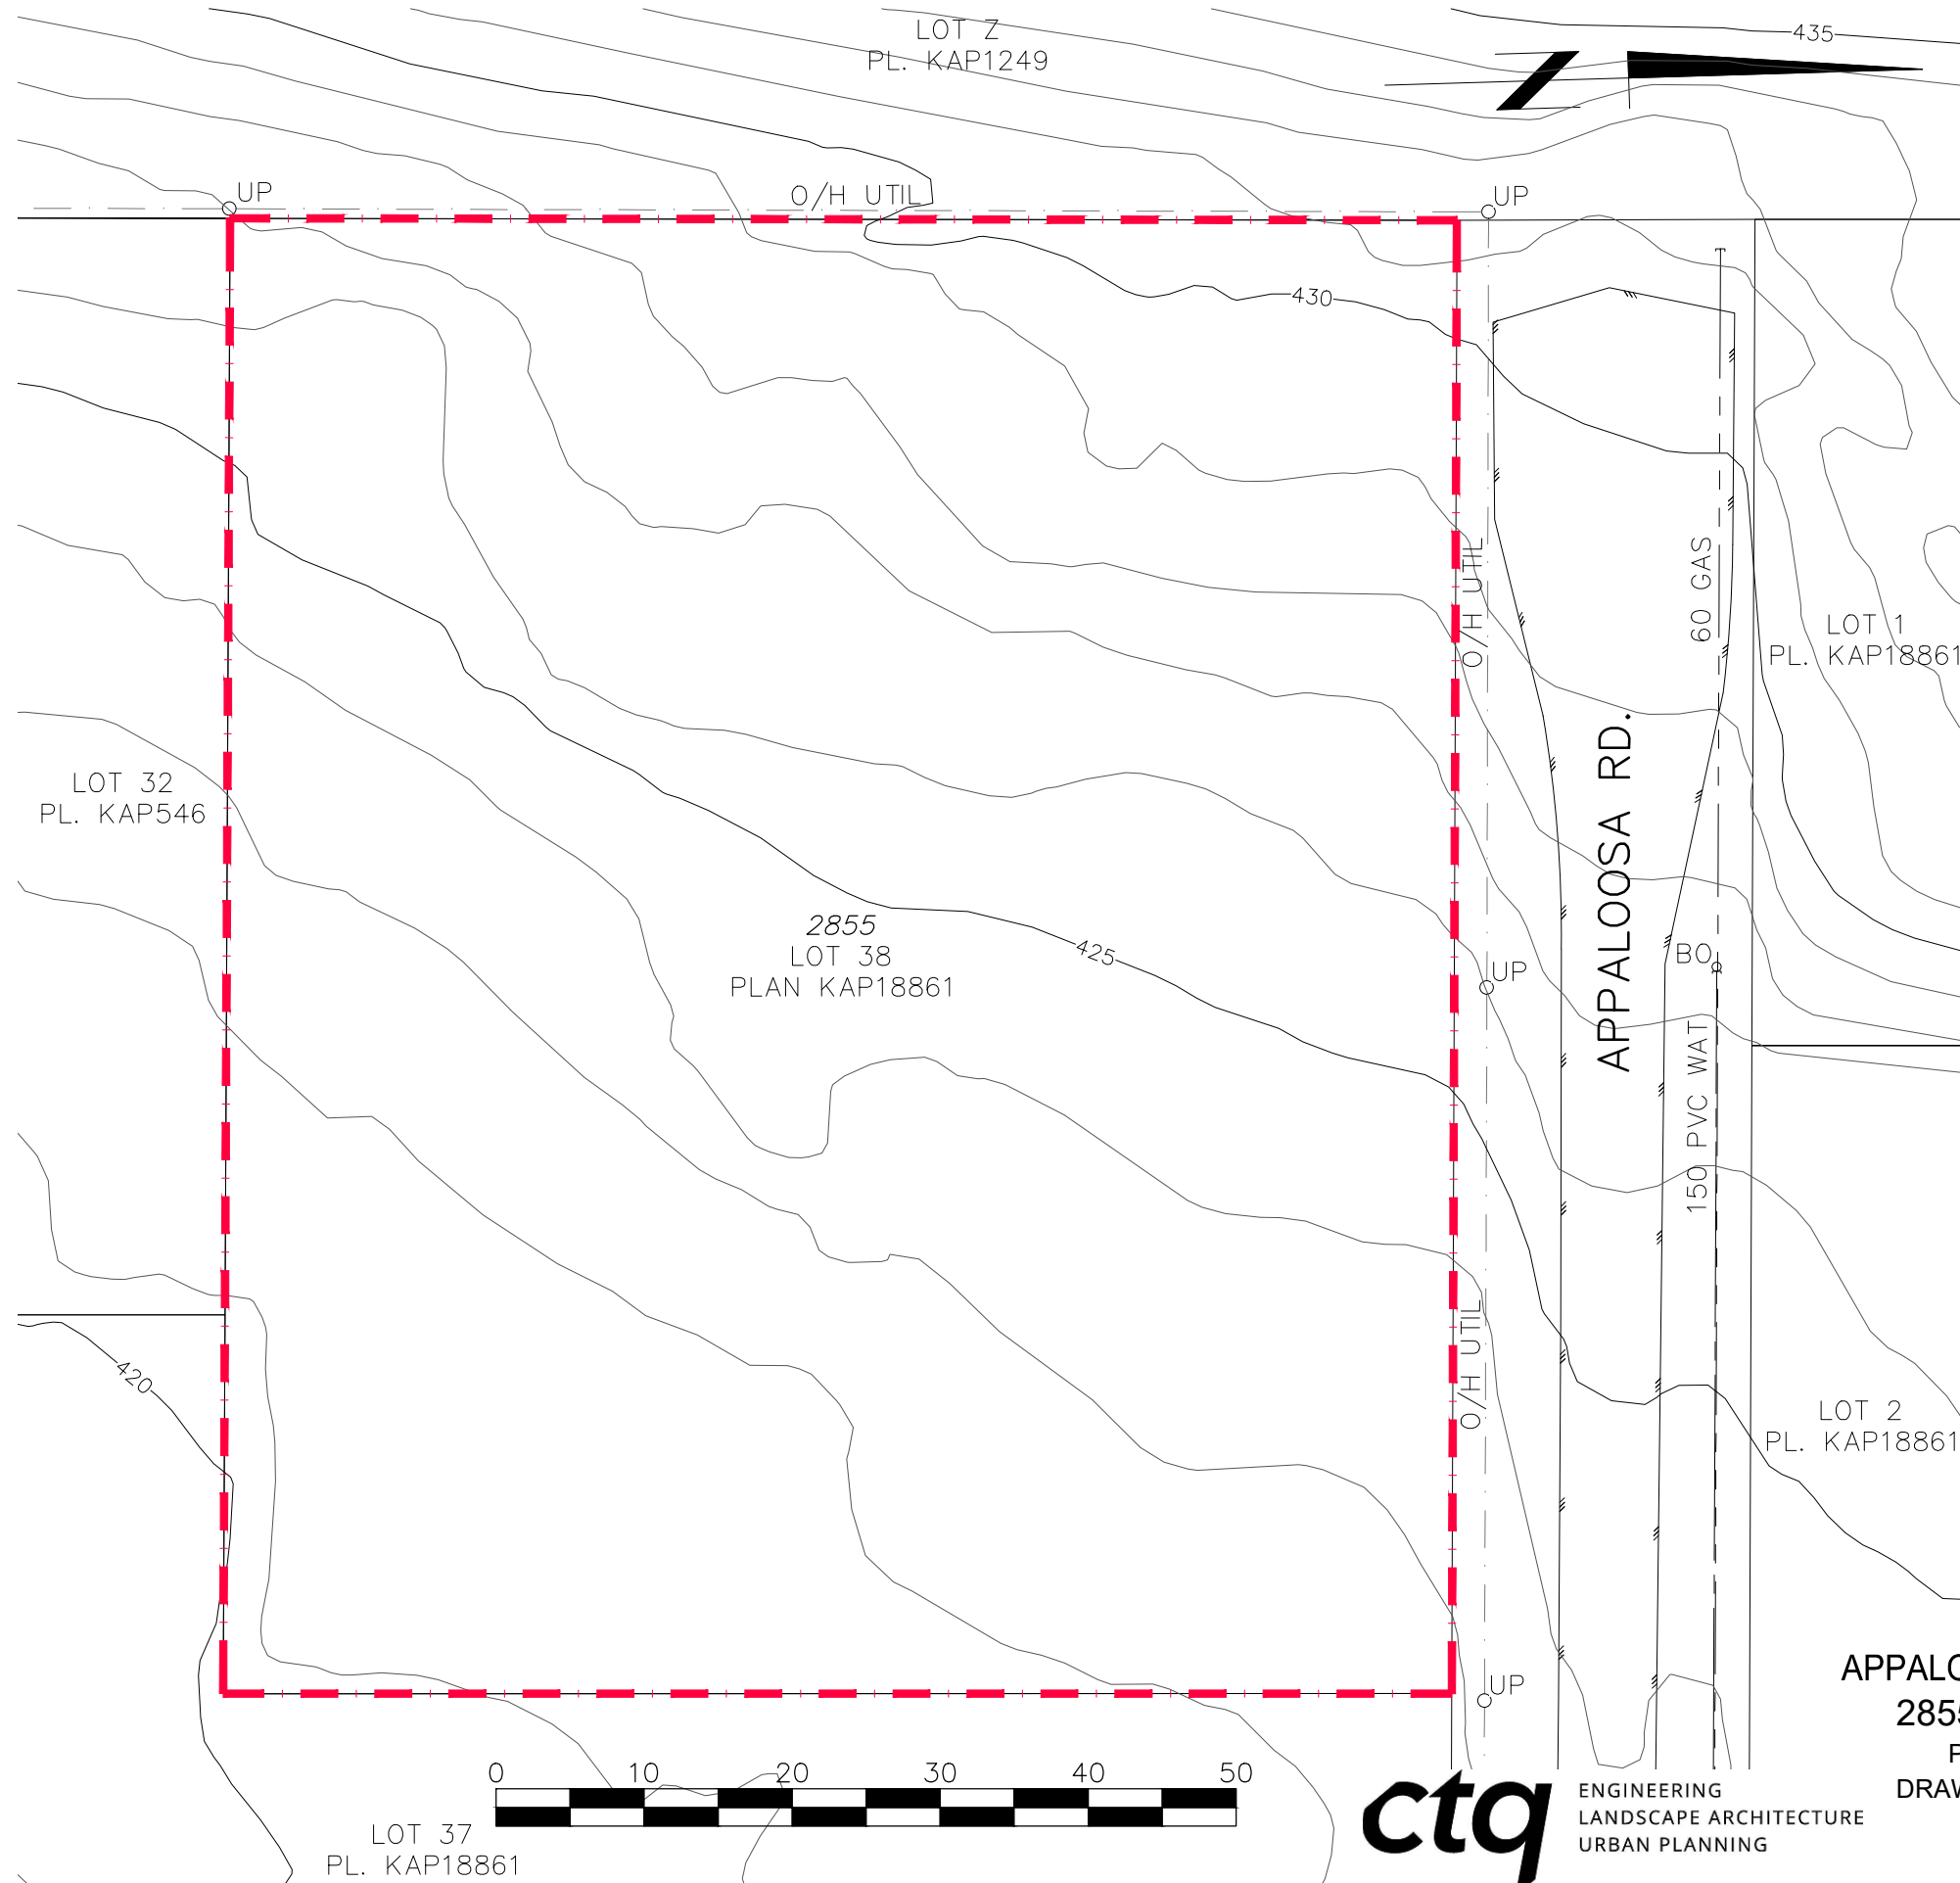 LOT Z
PL. KAP1249
435
UP
O/H UTIL
UP
430
O/H UTIL
60 GAS
LOT 1
PL. KAP18861
APPALOOSA RD.
LOT 32
PL. KAP546
2855
LOT 38
PLAN KAP18861
425
BO
UP
150 PVC WAT
420
O/H UTIL
LOT 2
PL. KAP18861
UP
0 10 20 30 40 50
LOT 37
PL. KAP18861
ctq
ENGINEERING
LANDSCAPE ARCHITECTURE
URBAN PLANNING